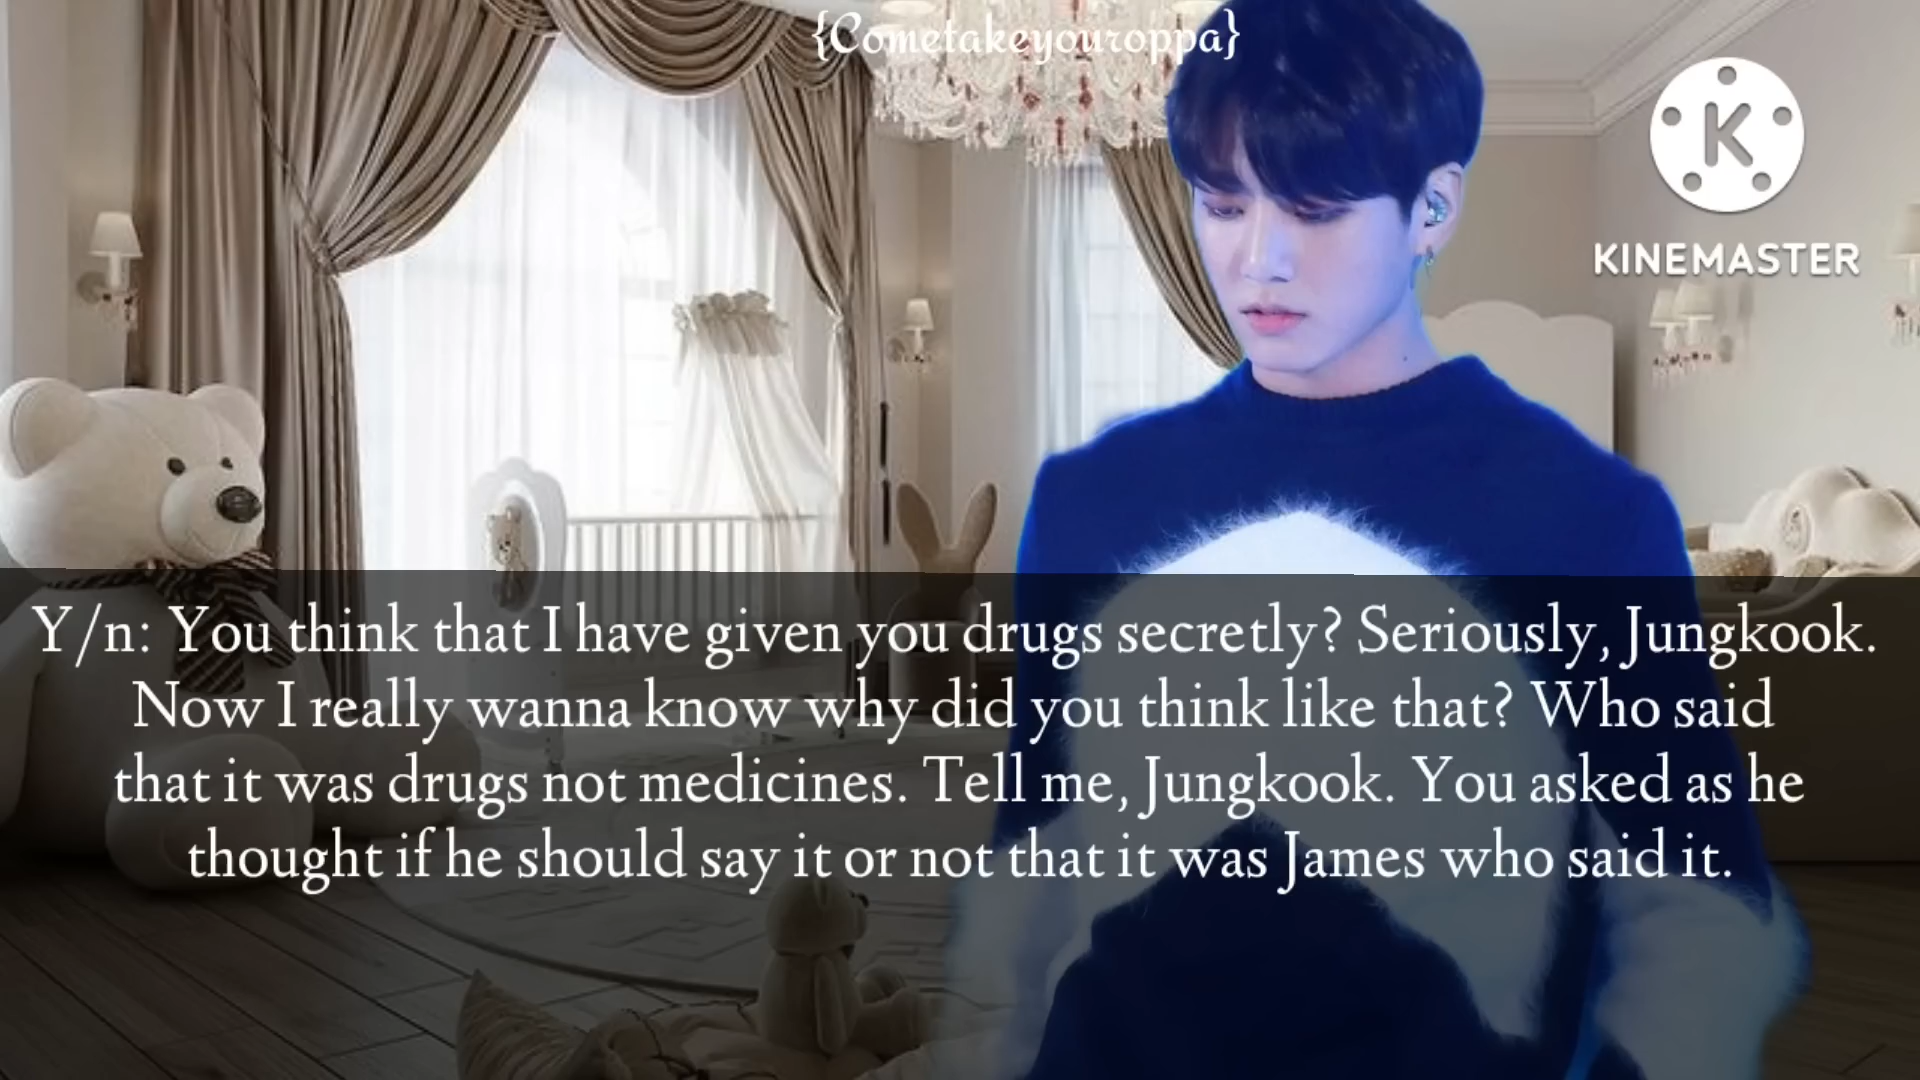 {Cometakeyouroppa}
K
KINEMASTER
Y/n: You think that I have given you drugs secretly? Seriously, Jungkook.
Now I really wanna know why did you think like that? Who said
that it was drugs not medicines. Tell me, Jungkook. You asked as he
thought if he should say it or not that it was James who said it.